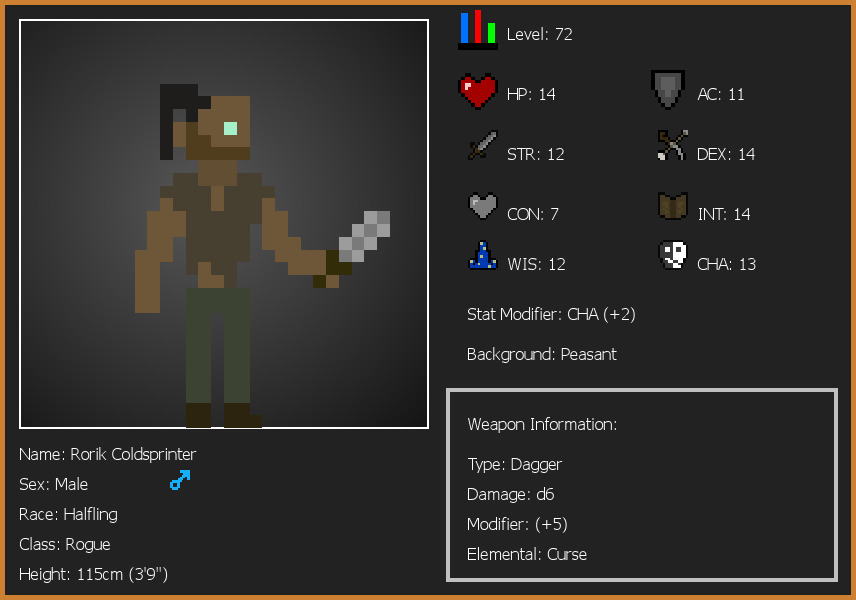 Level: 72
HP: 14
AC: 11
STR: 12
DEX: 14
CON: 7
INT: 14
WIS: 12
CHA: 13
Stat Modifier: CHA (+2)
Background: Peasant
Weapon Information:
Type: Dagger
Damage: d6
Modifier: (+5)
Elemental: Curse
Name: Rorik Coldsprinter
Sex: Male
Race: Halfling
Class: Rogue
Height: 115cm (3'9")